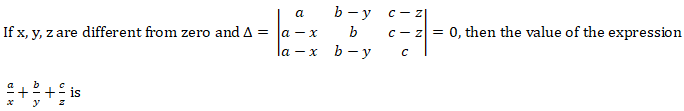 If x, y, z are different from zero and Δ = | a b − y c − z |
| a − x b c − z |
| a − x b − y c | = 0, then the value of the expression
a/x + b/y + c/z is